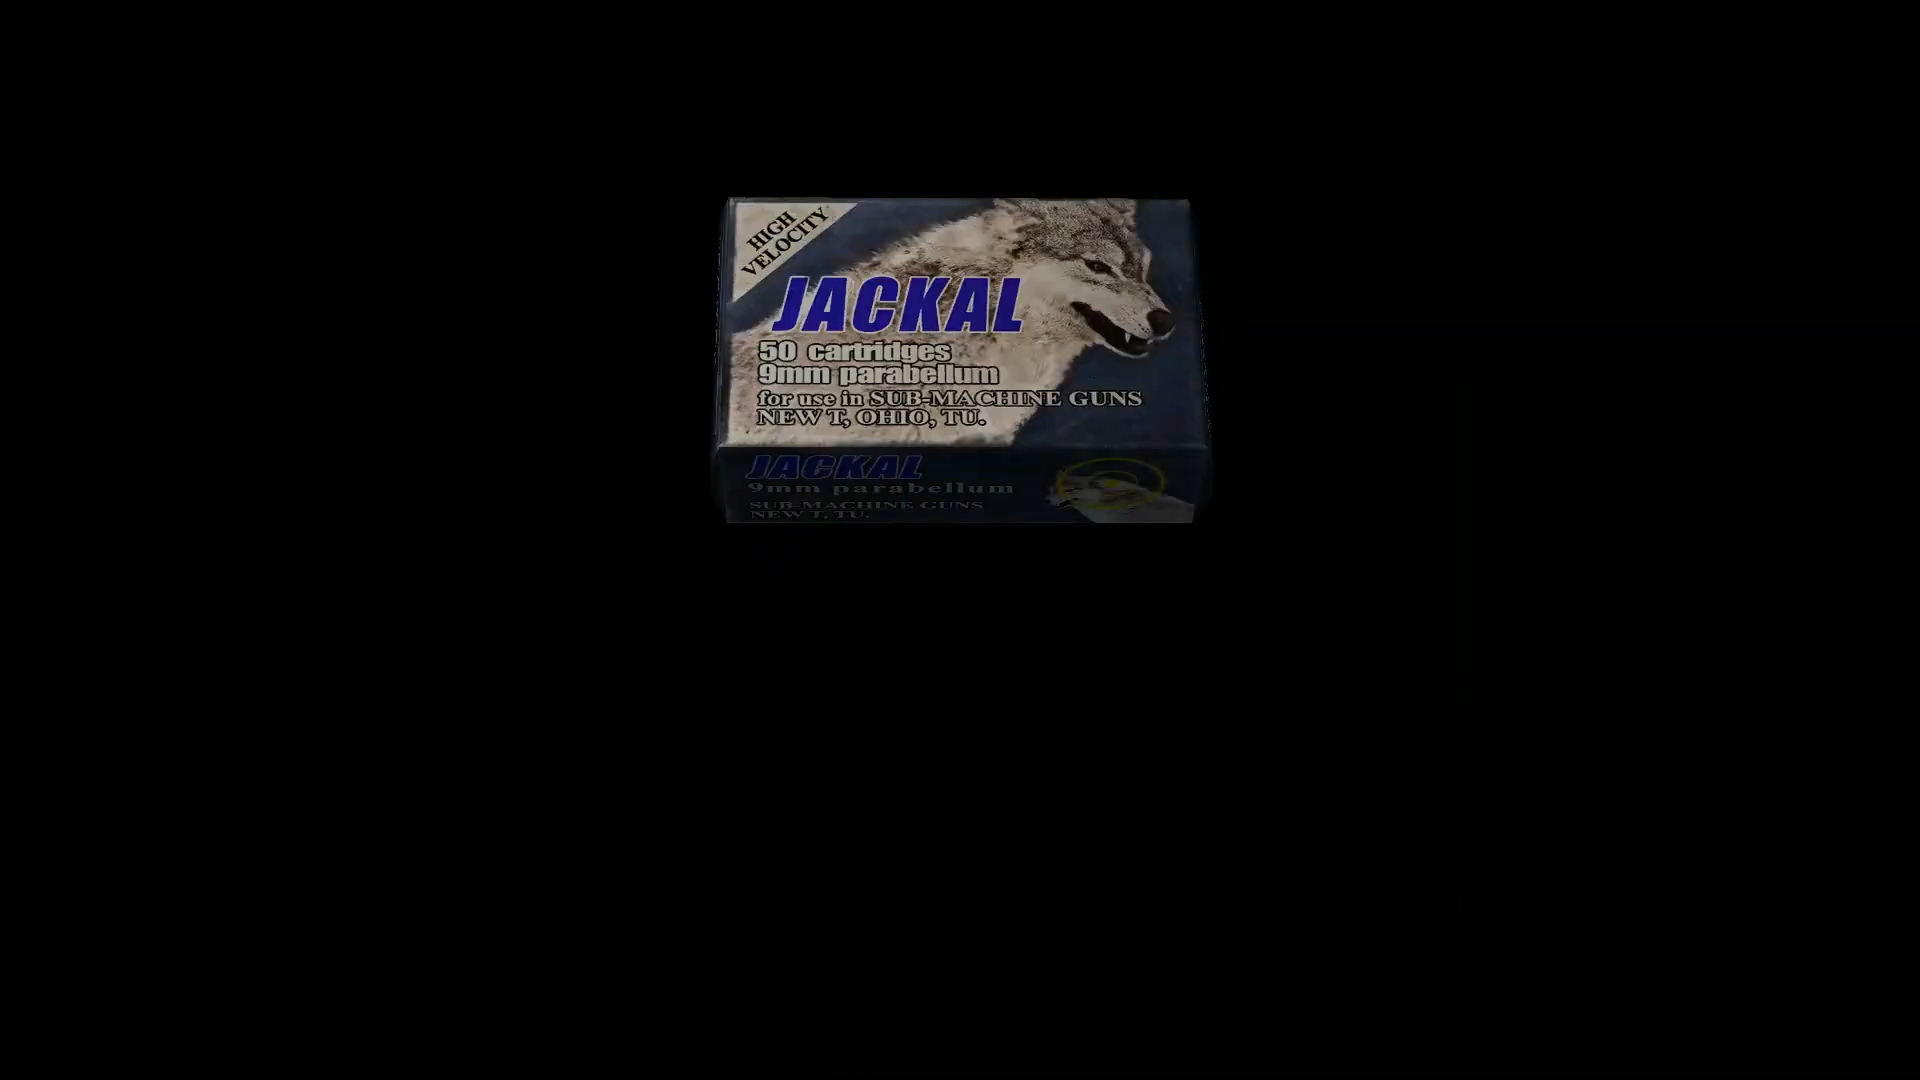 HIGH
VELOCITY
JACKAL
50 cartridges
9mm parabellum
for use in SUB-MACHINE GUNS
NEW T, OHIO, TU.
JACKAL
9mm parabellum
SUB-MACHINE GUNS
NEW T, TU.